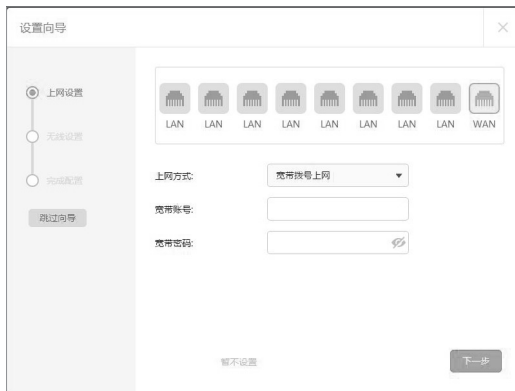 设置向导
上网设置
无线设置
完成配置
跳过向导
LAN LAN LAN LAN LAN LAN LAN LAN WAN
上网方式: 宽带拨号上网
宽带账号:
宽带密码:
暂不设置 下一步